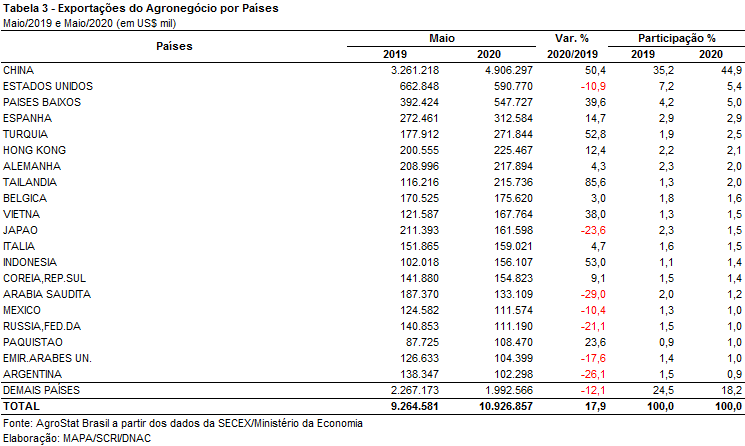 Tabela 3 - Exportações do Agronegócio por Países
Maio/2019 e Maio/2020 (em US$ mil)
Países Maio Var. % Participação %
2019 2020 2020/2019 2019 2020
CHINA 3.261.218 4.906.297 50,4 35,2 44,9
ESTADOS UNIDOS 662.848 590.770 -10,9 7,2 5,4
PAISES BAIXOS 392.424 547.727 39,6 4,2 5,0
ESPANHA 272.461 312.584 14,7 2,9 2,9
TURQUIA 177.912 271.844 52,8 1,9 2,5
HONG KONG 200.555 225.467 12,4 2,2 2,1
ALEMANHA 208.996 217.894 4,3 2,3 2,0
TAILANDIA 116.216 215.736 85,6 1,3 2,0
BELGICA 170.525 175.620 3,0 1,8 1,6
VIETNA 121.587 167.764 38,0 1,3 1,5
JAPAO 211.393 161.598 -23,6 2,3 1,5
ITALIA 151.865 159.021 4,7 1,6 1,5
INDONESIA 102.018 156.107 53,0 1,1 1,4
COREIA,REP.SUL 141.880 154.823 9,1 1,5 1,4
ARABIA SAUDITA 187.370 133.109 -29,0 2,0 1,2
MEXICO 124.582 111.574 -10,4 1,3 1,0
RUSSIA,FED.DA 140.853 111.190 -21,1 1,5 1,0
PAQUISTAO 87.725 108.470 23,6 0,9 1,0
EMIR.ARABES UN. 126.633 104.399 -17,6 1,4 1,0
ARGENTINA 138.347 102.298 -26,1 1,5 0,9
DEMAIS PAÍSES 2.267.173 1.992.566 -12,1 24,5 18,2
TOTAL 9.264.581 10.926.857 17,9 100,0 100,0
Fonte: AgroStat Brasil a partir dos dados da SECEX/Ministério da Economia
Elaboração: MAPA/SCRI/DNAC